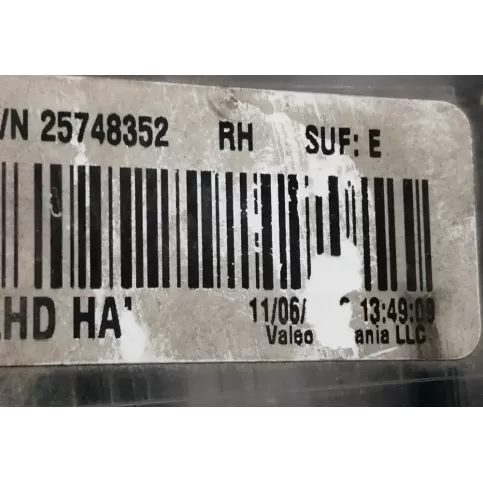 /N 25748352 RH SUF: E
HD HA
11/06/ 13:49:09
Valeo ania LLC